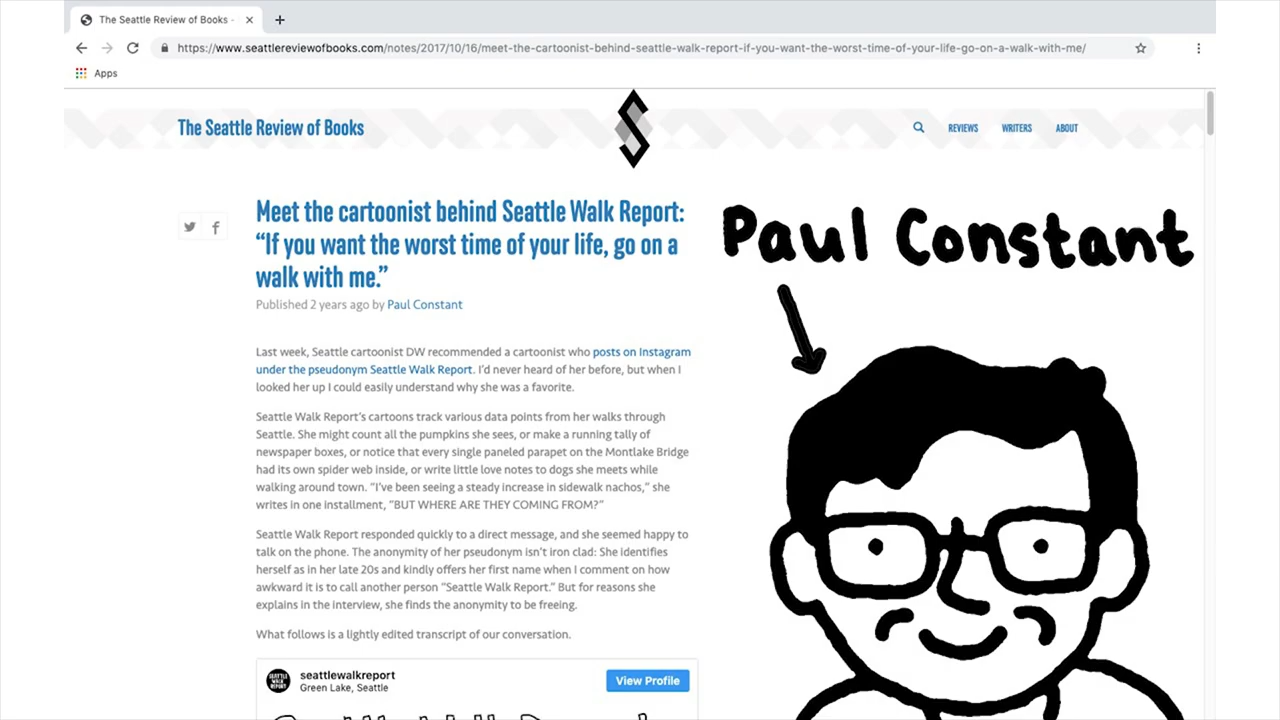 The Seattle Review of Books -
https://www.seattlereviewofbooks.com/notes/2017/10/16/meet-the-cartoonist-behind-seattle-walk-report-if-you-want-the-worst-time-of-your-life-go-on-a-walk-with-me/
Apps
The Seattle Review of Books
REVIEWS WRITERS ABOUT
Meet the cartoonist behind Seattle Walk Report:
“If you want the worst time of your life, go on a
walk with me.”
Published 2 years ago by Paul Constant
Paul Constant
Last week, Seattle cartoonist DW recommended a cartoonist who posts on Instagram
under the pseudonym Seattle Walk Report. I’d never heard of her before, but when I
looked her up I could easily understand why she was a favorite.
Seattle Walk Report’s cartoons track various data points from her walks through
Seattle. She might count all the pumpkins she sees, or make a running tally of
newspaper boxes, or notice that every single paneled parapet on the Montlake Bridge
had its own spider web inside, or write little love notes to dogs she meets while
walking around town. “I’ve been seeing a steady increase in sidewalk nachos,” she
writes in one installment, “BUT WHERE ARE THEY COMING FROM?”
Seattle Walk Report responded quickly to a direct message, and she seemed happy to
talk on the phone. The anonymity of her pseudonym isn’t iron clad: She identifies
herself as in her late 20s and kindly offers her first name when I comment on how
awkward it is to call another person “Seattle Walk Report.” But for reasons she
explains in the interview, she finds the anonymity to be freeing.
What follows is a lightly edited transcript of our conversation.
SEATTLE
WALK
REPORT
seattlewalkreport
Green Lake, Seattle
View Profile